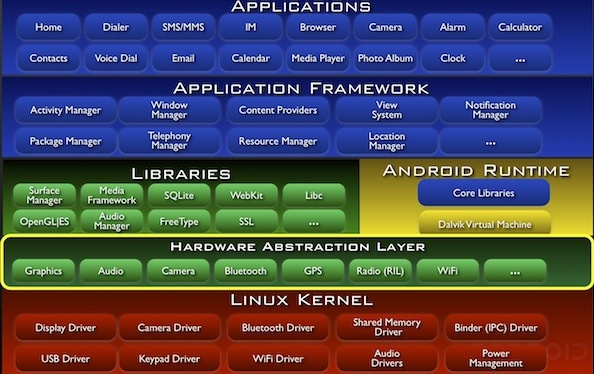 APPLICATIONS
Home Dialer SMS/MMS IM Browser Camera Alarm Calculator
Contacts Voice Dial Email Calendar Media Player Photo Album Clock ...
APPLICATION FRAMEWORK
Activity Manager Window Manager Content Providers View System Notification Manager
Package Manager Telephony Manager Resource Manager Location Manager ...
LIBRARIES
Surface Manager Media Framework SQLite WebKit Libc
OpenGL|ES Audio Manager FreeType SSL ...
ANDROID RUNTIME
Core Libraries
Dalvik Virtual Machine
HARDWARE ABSTRACTION LAYER
Graphics Audio Camera Bluetooth GPS Radio (RIL) WiFi ...
LINUX KERNEL
Display Driver Camera Driver Bluetooth Driver Shared Memory Driver Binder (IPC) Driver
USB Driver Keypad Driver WiFi Driver Audio Drivers Power Management